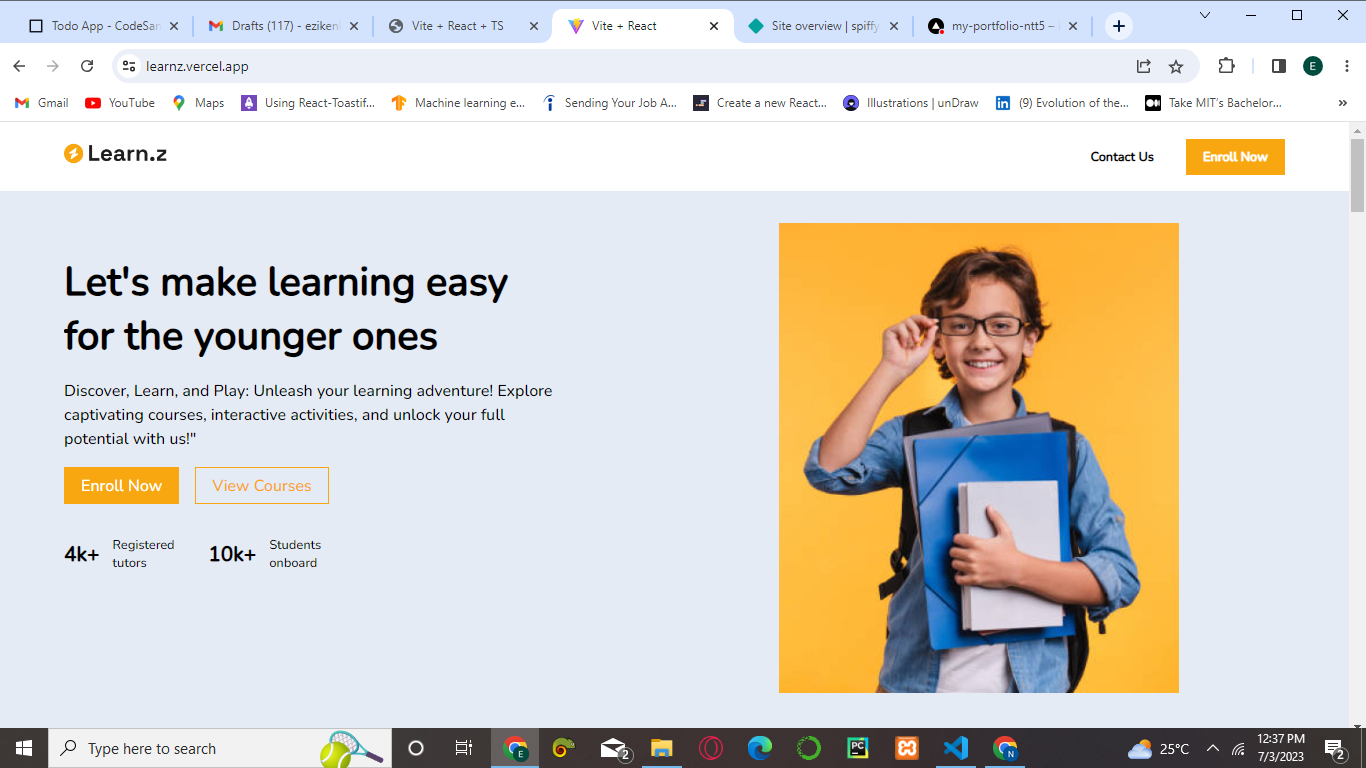 Todo App - CodeSan
Drafts (117) - eziken
Vite + React + TS
Vite + React
Site overview | spiffy
my-portfolio-ntt5 –
learnz.vercel.app
E
Gmail
YouTube
Maps
Using React-Toastif...
Machine learning e...
Sending Your Job A...
Create a new React...
Illustrations | unDraw
(9) Evolution of the...
Take MIT's Bachelor...
»
Learn.z
Contact Us
Enroll Now
Let's make learning easy
for the younger ones
Discover, Learn, and Play: Unleash your learning adventure! Explore
captivating courses, interactive activities, and unlock your full
potential with us!"
Enroll Now
View Courses
4k+
Registered
tutors
10k+
Students
onboard
Type here to search
E
2
PC
N
25°C
12:37 PM
7/3/2023
2